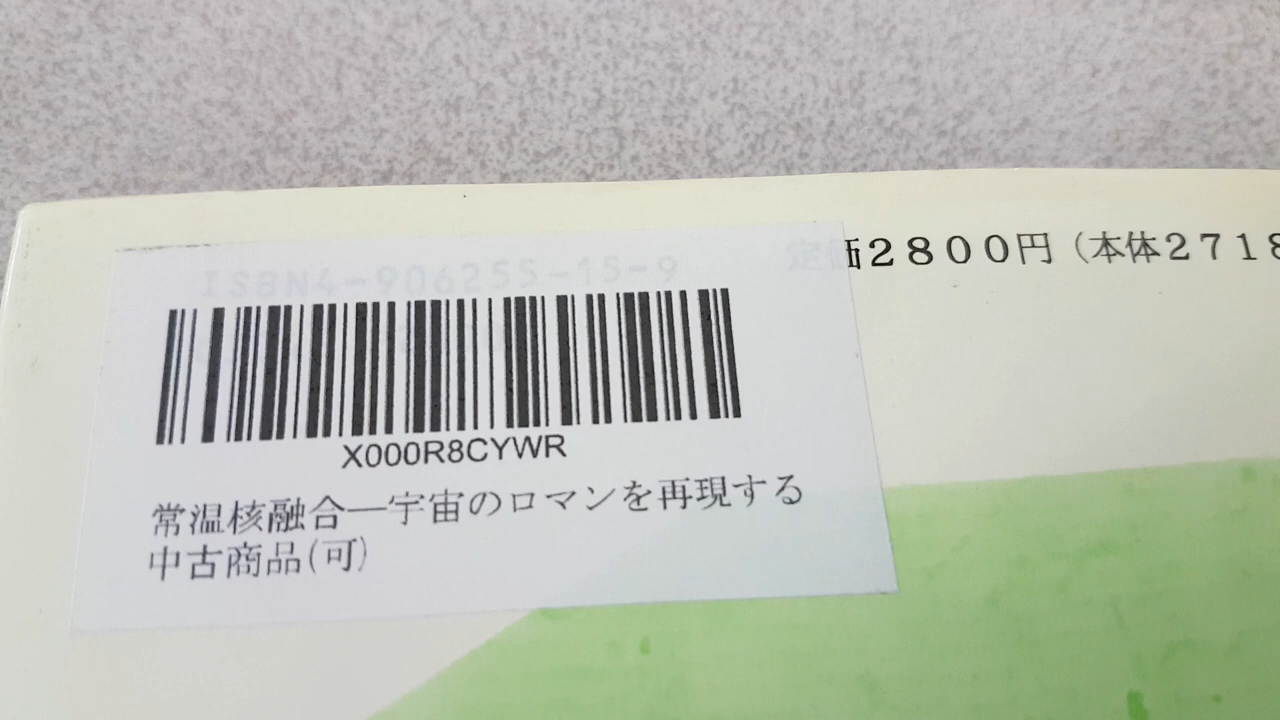 ISBN4-906255-15-9
定価2800円(本体2718
X000R8CYWR
常温核融合―宇宙のロマンを再現する
中古商品(可)